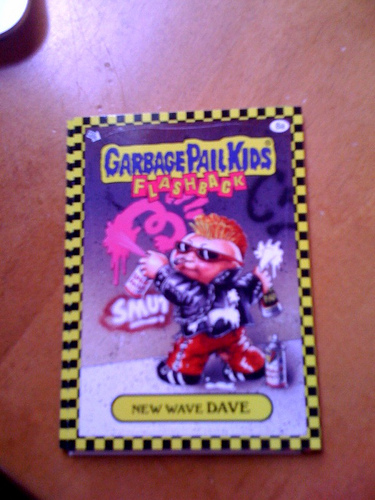 GARBAGE PAIL KIDS
FLASHBACK
SMUT
NEW WAVE DAVE